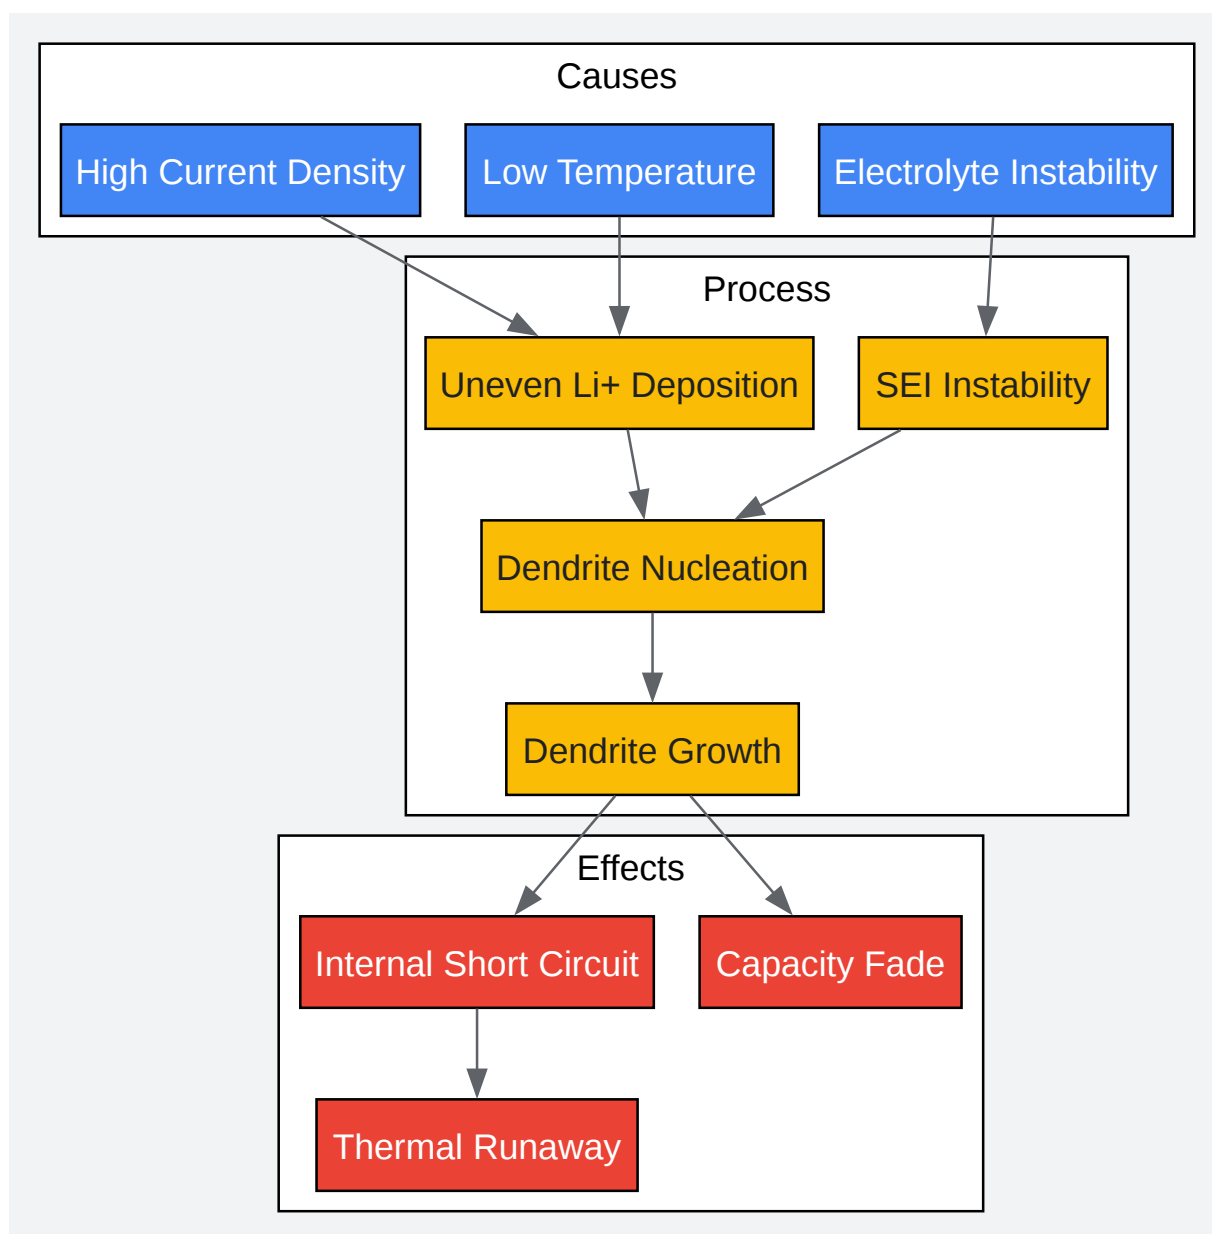 Causes
High Current Density
Low Temperature
Electrolyte Instability
Process
Uneven Li+ Deposition
SEI Instability
Dendrite Nucleation
Dendrite Growth
Effects
Internal Short Circuit
Capacity Fade
Thermal Runaway